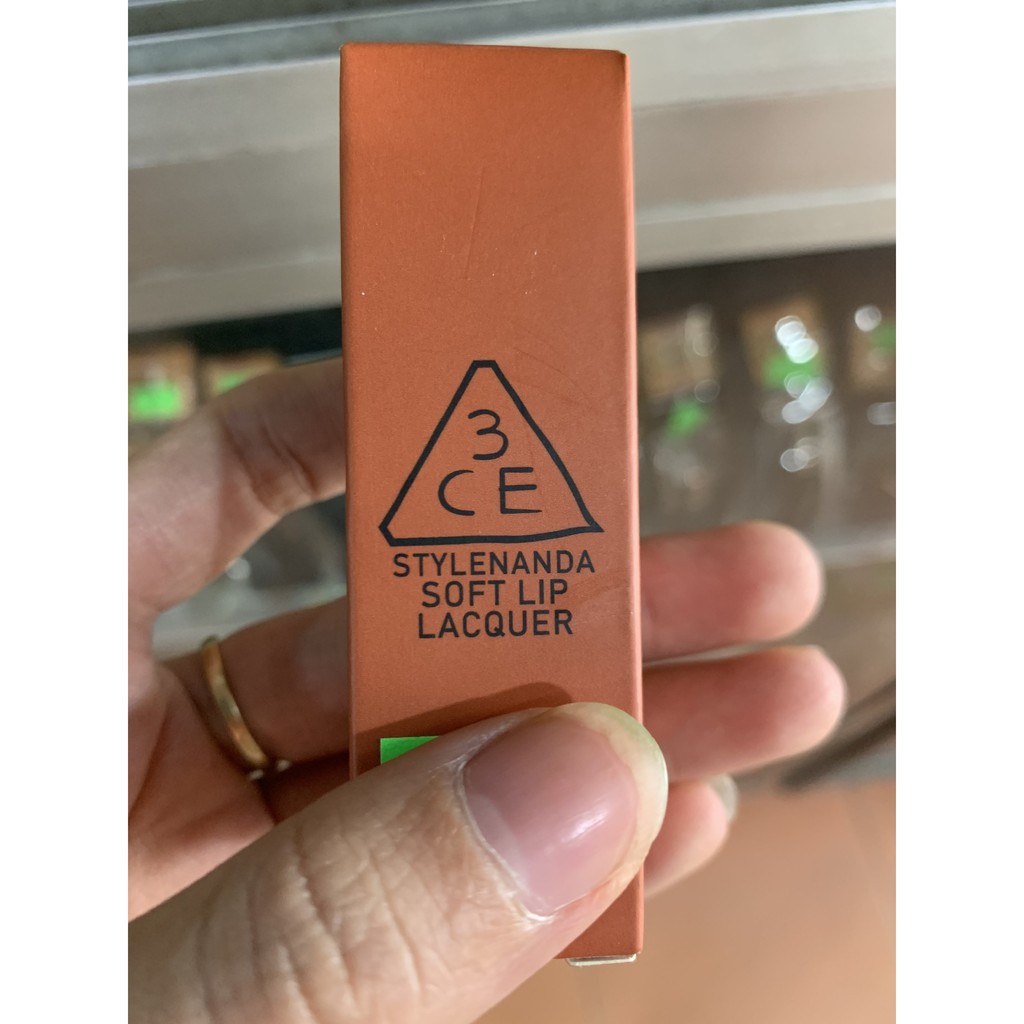 3
CE
STYLENANDA
SOFT LIP
LACQUER